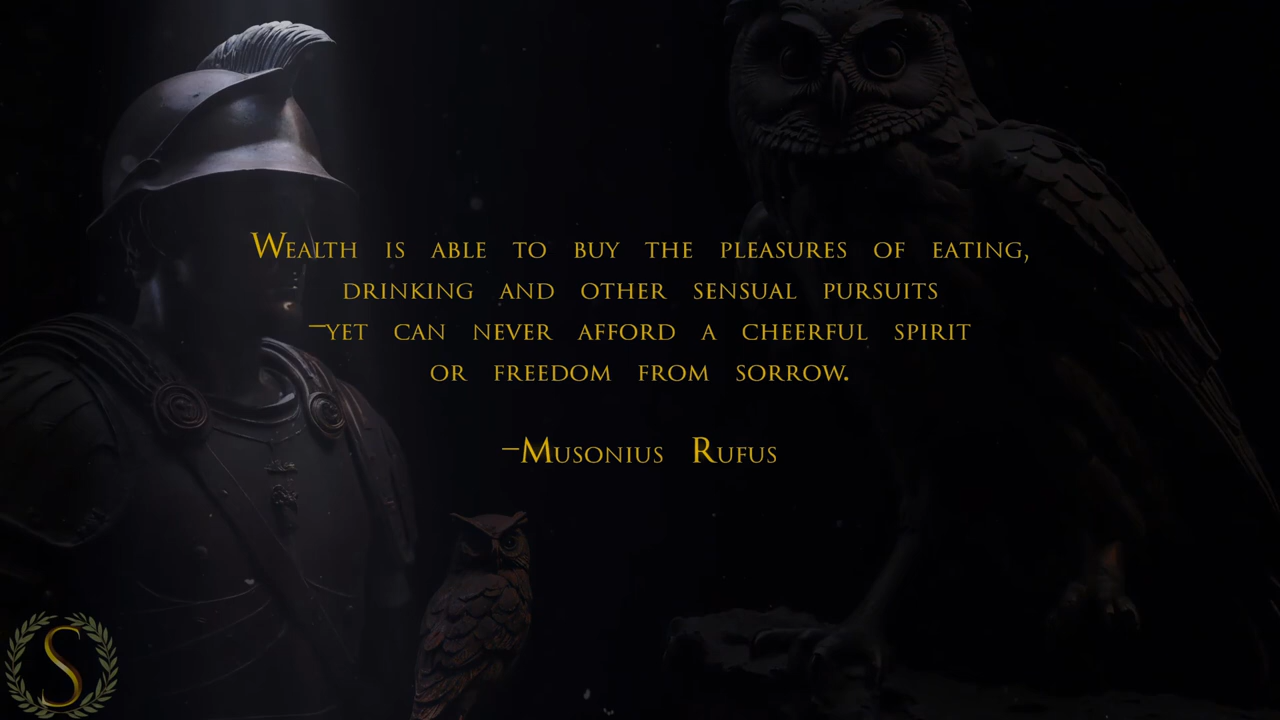 Wealth is able to buy the pleasures of eating,
drinking and other sensual pursuits
–yet can never afford a cheerful spirit
or freedom from sorrow.
–Musonius Rufus
S